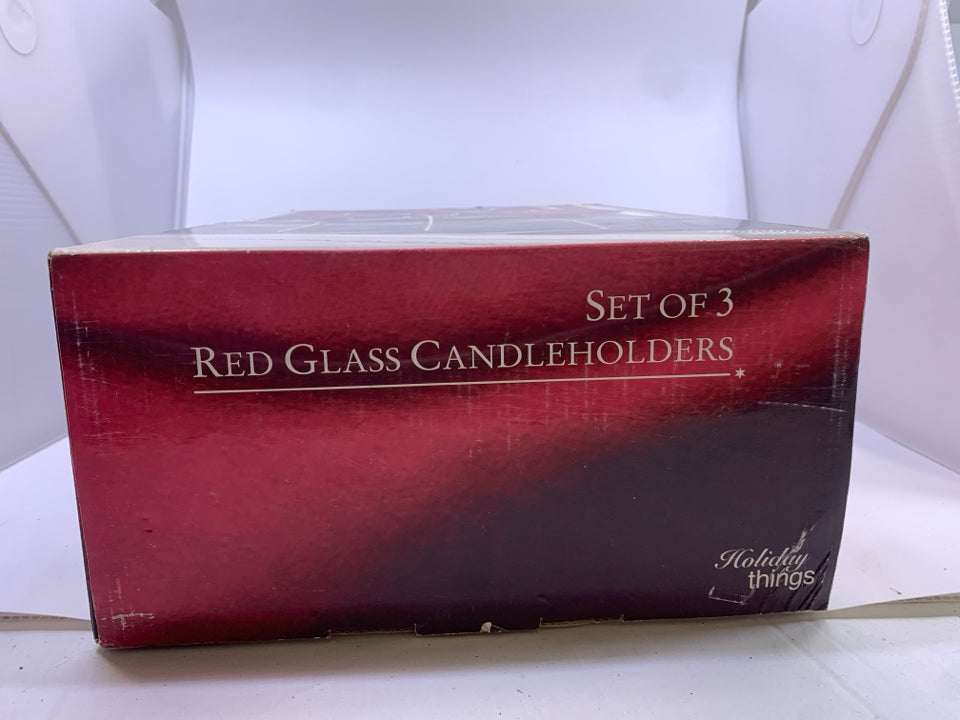 SET OF 3
RED GLASS CANDLEHOLDERS
Holiday
things